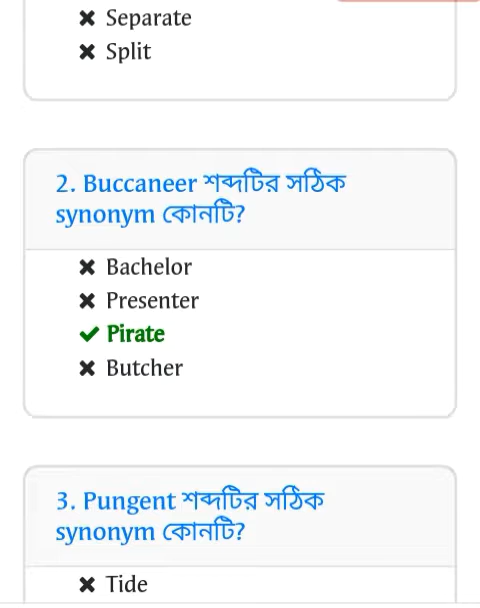 ✖ Separate
✖ Split
2. Buccaneer শব্দটির সঠিক
synonym কোনটি?
✖ Bachelor
✖ Presenter
✔ Pirate
✖ Butcher
3. Pungent শব্দটির সঠিক
synonym কোনটি?
✖ Tide